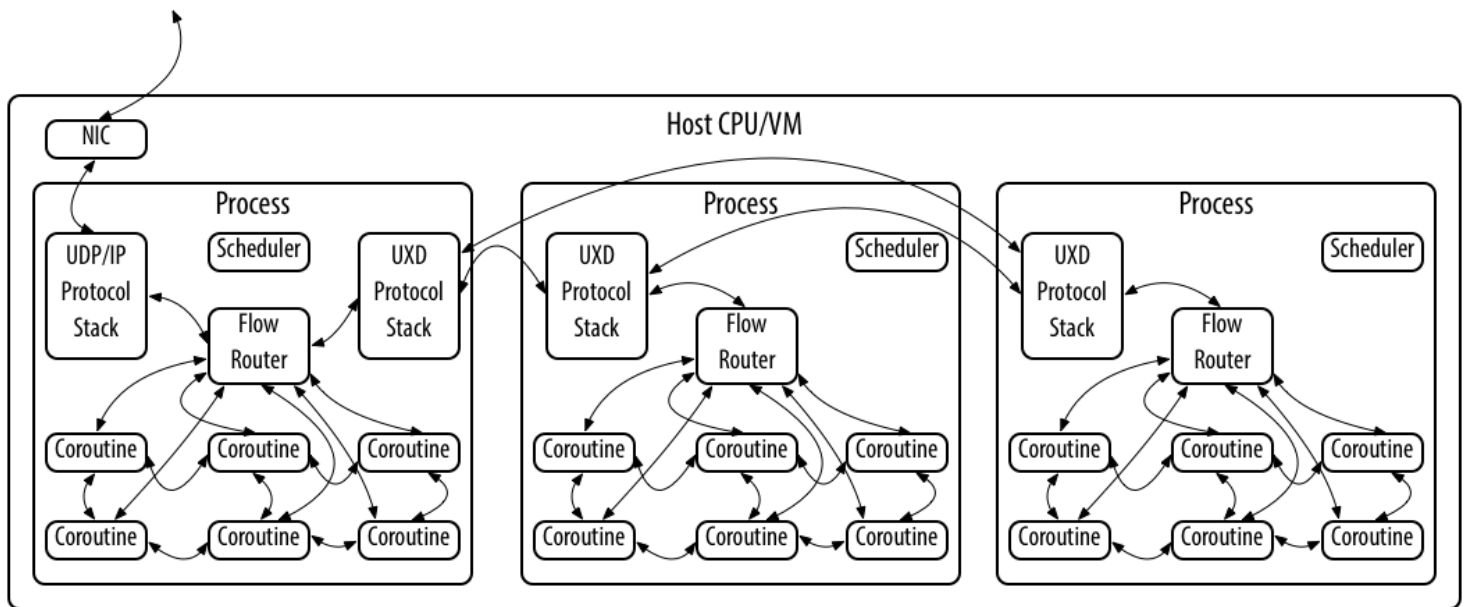 Host CPU/VM
NIC
Process
UDP/IP
Protocol
Stack
Scheduler
UXD
Protocol
Stack
Flow
Router
Coroutine
Coroutine
Coroutine
Coroutine
Coroutine
Coroutine
Process
UXD
Protocol
Stack
Scheduler
Flow
Router
Coroutine
Coroutine
Coroutine
Coroutine
Coroutine
Coroutine
Process
UXD
Protocol
Stack
Scheduler
Flow
Router
Coroutine
Coroutine
Coroutine
Coroutine
Coroutine
Coroutine